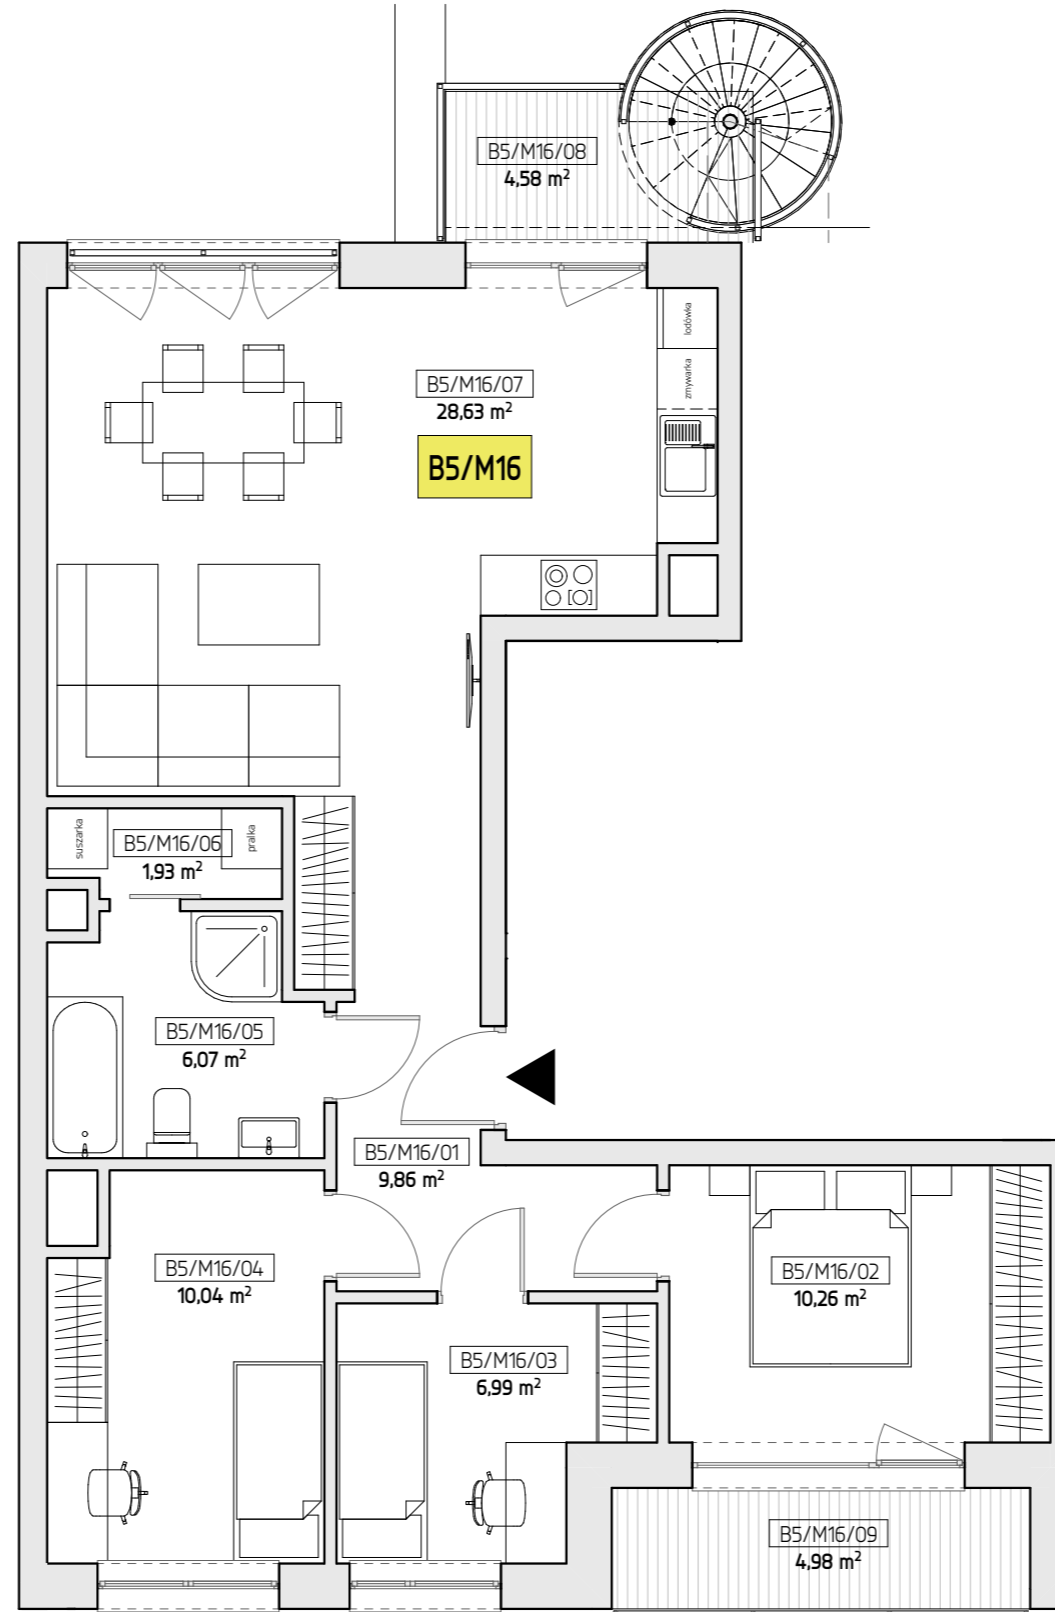 B5/M16/08
4,58 m²
lodówka
zmywarka
B5/M16/07
28,63 m²
B5/M16
suszarka
B5/M16/06
1,93 m²
pralka
B5/M16/05
6,07 m²
B5/M16/01
9,86 m²
B5/M16/04
10,04 m²
B5/M16/02
10,26 m²
B5/M16/03
6,99 m²
B5/M16/09
4,98 m²